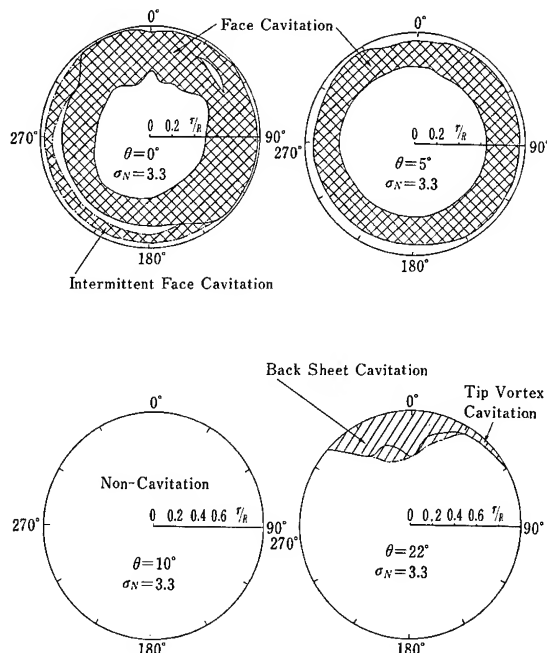 0°
Face Cavitation
0°
270°
0 0.2 r/R
90°
θ=0°
σN=3.3
180°
270°
0 0.2 r/R
90°
θ=5°
σN=3.3
180°
Intermittent Face Cavitation
Back Sheet Cavitation
Tip Vortex
Cavitation
0°
Non-Cavitation
270°
0 0.2 0.4 0.6 r/R
90°
θ=10°
σN=3.3
180°
0°
270°
0 0.2 0.4 0.6 r/R
90°
θ=22°
σN=3.3
180°